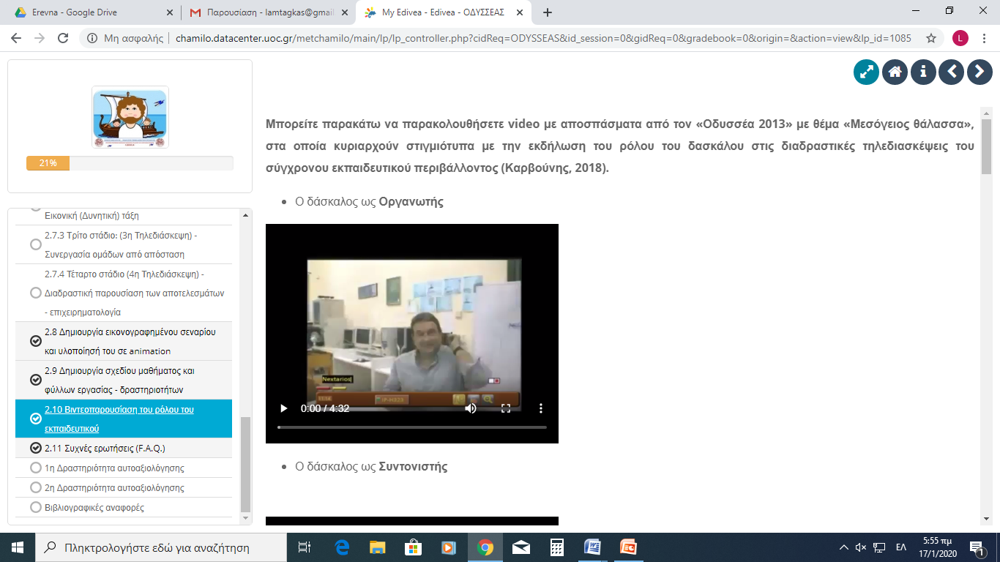 Erevna - Google Drive
Παρουσίαση - lamtagkas@gmail
My Edivea - Edivea - ΟΔΥΣΣΕΑΣ
Μη ασφαλής
chamilo.datacenter.uoc.gr/metchamilo/main/lp/lp_controller.php?cidReq=ODYSSEAS&id_session=0&gidReq=0&gradebook=0&origin=&action=view&lp_id=1085
L
21%
Εικονική (Δυνητική) τάξη
2.7.3 Τρίτο στάδιο: (3η Τηλεδιάσκεψη) -
Συνεργασία ομάδων από απόσταση
2.7.4 Τέταρτο στάδιο (4η Τηλεδιάσκεψη) -
Διαδραστική παρουσίαση των αποτελεσμάτων
- επιχειρηματολογία
2.8 Δημιουργία εικονογραφημένου σεναρίου
και υλοποίησή του σε animation
2.9 Δημιουργία σχεδίου μαθήματος και
φύλλων εργασίας - δραστηριοτήτων
2.10 Βιντεοπαρουσίαση του ρόλου του
εκπαιδευτικού
2.11 Συχνές ερωτήσεις (F.A.Q.)
1η Δραστηριότητα αυτοαξιολόγησης
2η Δραστηριότητα αυτοαξιολόγησης
Βιβλιογραφικές αναφορές
Μπορείτε παρακάτω να παρακολουθήσετε video με αποσπάσματα από τον «Οδυσσέα 2013» με θέμα «Μεσόγειος θάλασσα»,
στα οποία κυριαρχούν στιγμιότυπα με την εκδήλωση του ρόλου του δασκάλου στις διαδραστικές τηλεδιασκέψεις του
σύγχρονου εκπαιδευτικού περιβάλλοντος (Καρβούνης, 2018).
Ο δάσκαλος ως Οργανωτής
Nextarios
IP-H323
0:00 / 4:32
Ο δάσκαλος ως Συντονιστής
Πληκτρολογήστε εδώ για αναζήτηση
ΕΛ
5:55 πμ
17/1/2020
1